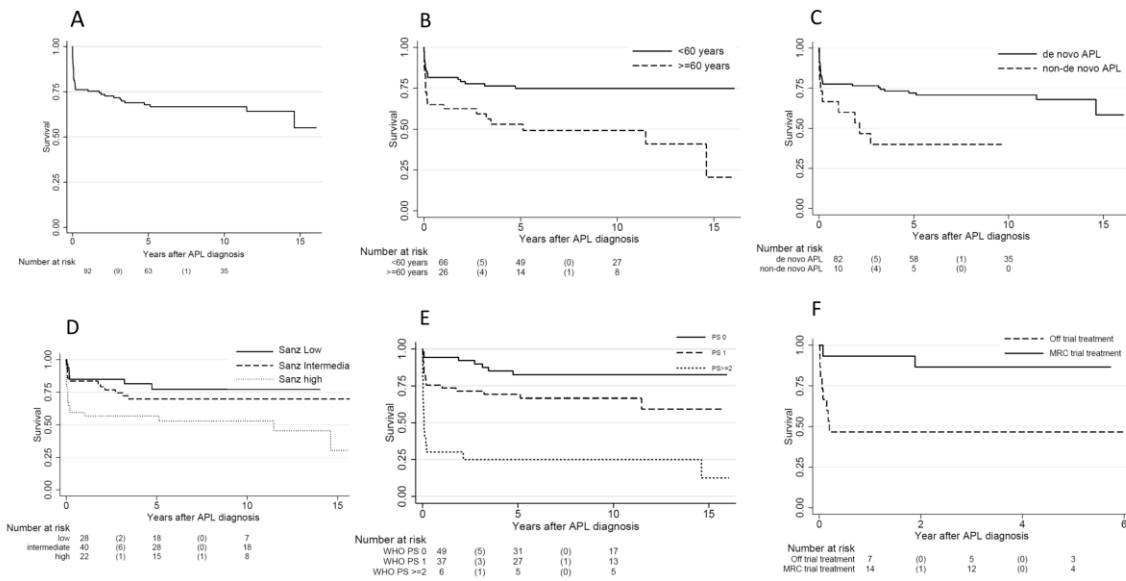 A
1.00
0.75
0.50
0.25
0.00
Survival
0
5
10
15
Years after APL diagnosis
Number at risk
92 (9) 63 (1) 35
B
<60 years
>=60 years
1.00
0.75
0.50
0.25
0.00
Survival
0
5
10
15
Years after APL diagnosis
Number at risk
<60 years 66 (5) 49 (0) 27
>=60 years 26 (4) 14 (1) 8
C
de novo APL
non-de novo APL
1.00
0.75
0.50
0.25
0.00
Survival
0
5
10
15
Years after APL diagnosis
Number at risk
de novo APL 82 (5) 58 (1) 35
non-de novo APL 10 (4) 5 (0) 0
D
Sanz Low
Sanz Intermedia
Sanz high
1.00
0.75
0.50
0.25
0.00
Survival
0
5
10
15
Years after APL diagnosis
Number at risk
low 28 (2) 18 (0) 7
intermediate 40 (6) 28 (0) 18
high 22 (1) 15 (1) 8
E
PS 0
PS 1
PS>=2
1.00
0.75
0.50
0.25
0.00
Survival
0
5
10
15
Years after APL diagnosis
Number at risk
WHO PS 0 49 (5) 31 (0) 17
WHO PS 1 37 (3) 27 (1) 13
WHO PS >=2 6 (1) 5 (0) 5
F
Off trial treatment
MRC trial treatment
1.00
0.75
0.50
0.25
0.00
Survival
0
2
4
6
Year after APL diagnosis
Number at risk
Off trial treatment 7 (0) 5 (0) 3
MRC trial treatment 14 (1) 12 (0) 4